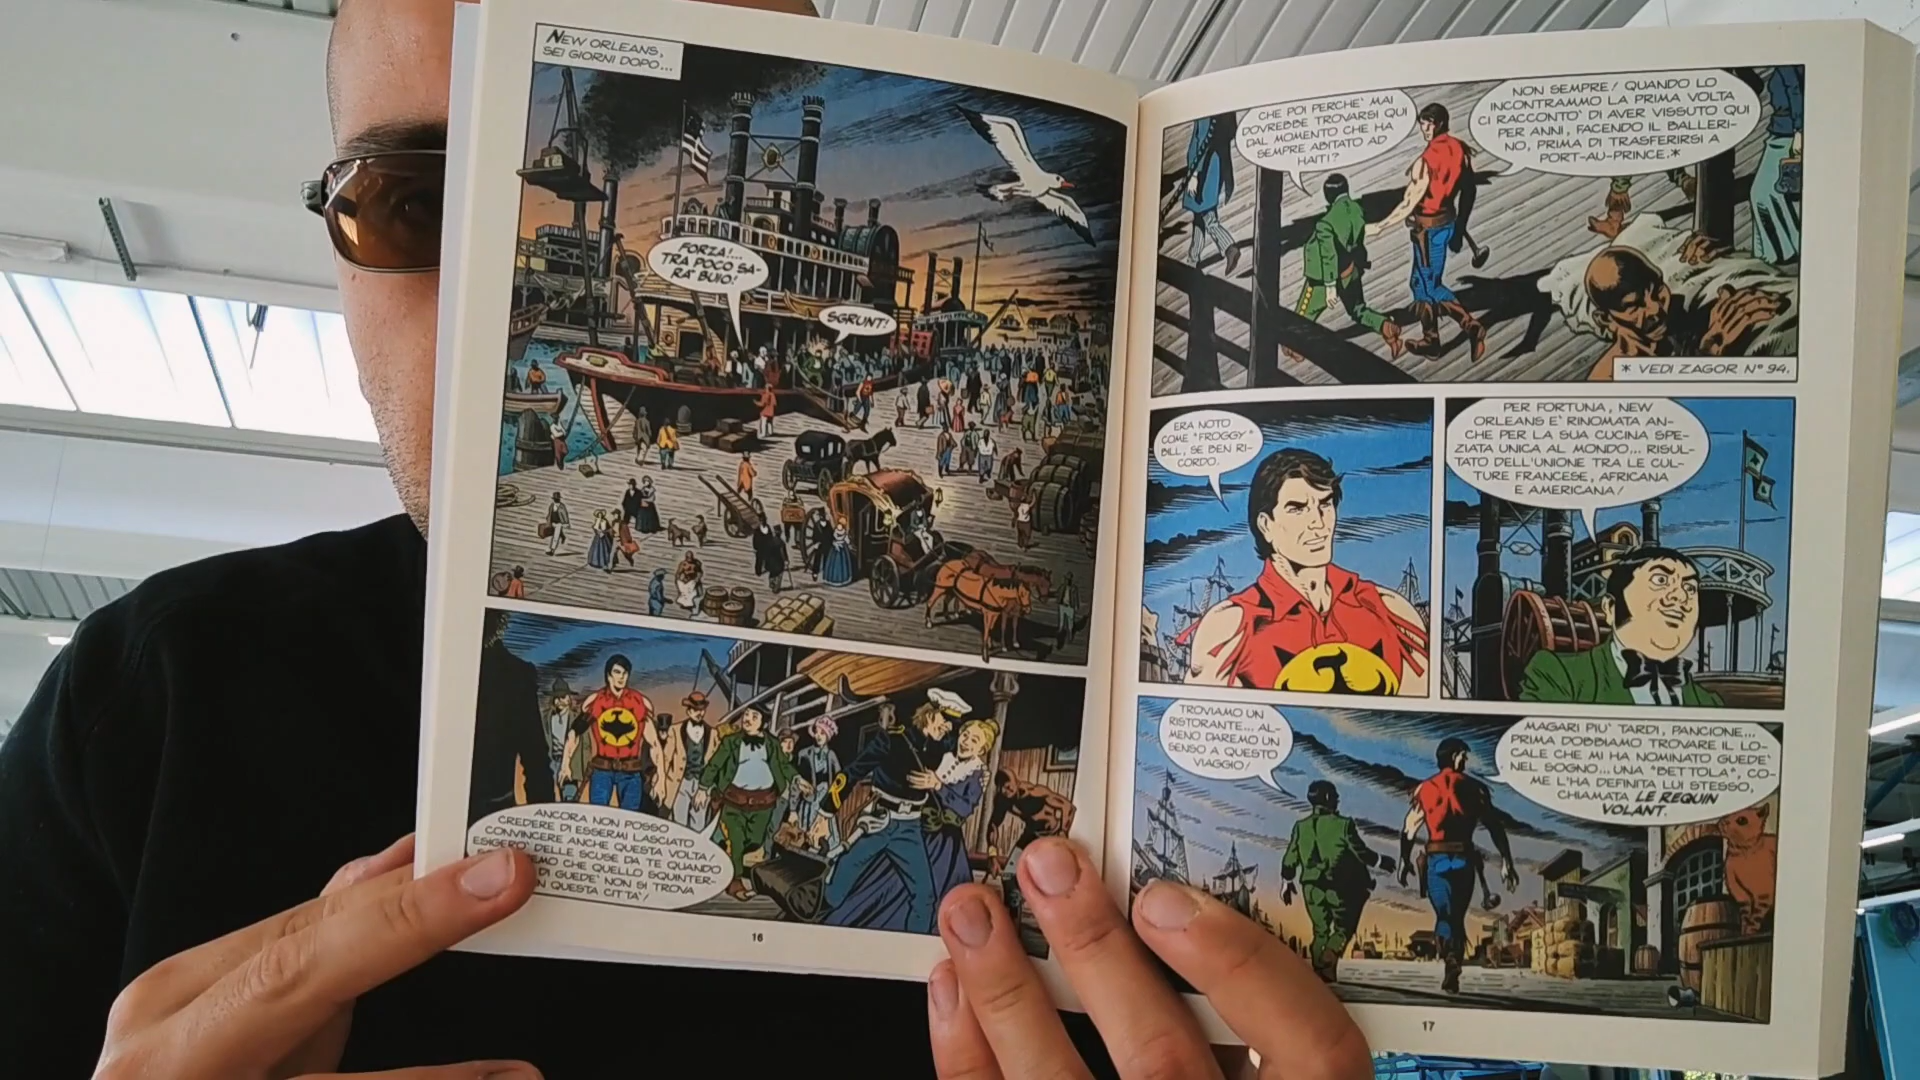 NEW ORLEANS,
SEI GIORNI DOPO...
FORZA!...
TRA POCO SA-
RA' BUIO!
SGRUNT!
ANCORA NON POSSO
CREDERE DI ESSERMI LASCIATO
CONVINCERE ANCHE QUESTA VOLTA!
ESIGERO' DELLE SCUSE DA TE QUANDO
EMO CHE QUELLO SQUINTER-
DI GUEDE' NON SI TROVA
N QUESTA CITTA'!
16
CHE POI PERCHE' MAI
DOVREBBE TROVARSI QUI
DAL MOMENTO CHE HA
SEMPRE ABITATO AD
HAITI?
NON SEMPRE! QUANDO LO
INCONTRAMMO LA PRIMA VOLTA
CI RACCONTO' DI AVER VISSUTO QUI
PER ANNI, FACENDO IL BALLERI-
NO, PRIMA DI TRASFERIRSI A
PORT-AU-PRINCE.*
* VEDI ZAGOR N° 94.
ERA NOTO
COME "FROGGY"
BILL, SE BEN RI-
CORDO.
PER FORTUNA, NEW
ORLEANS E' RINOMATA AN-
CHE PER LA SUA CUCINA SPE-
ZIATA UNICA AL MONDO... RISUL-
TATO DELL'UNIONE TRA LE CUL-
TURE FRANCESE, AFRICANA
E AMERICANA!
TROVIAMO UN
RISTORANTE... AL-
MENO DAREMO UN
SENSO A QUESTO
VIAGGIO!
MAGARI PIU' TARDI, PANCIONE...
PRIMA DOBBIAMO TROVARE IL LO-
CALE CHE MI HA NOMINATO GUEDE'
NEL SOGNO... UNA "BETTOLA", CO-
ME L'HA DEFINITA LUI STESSO,
CHIAMATA LE REQUIN
VOLANT.
17